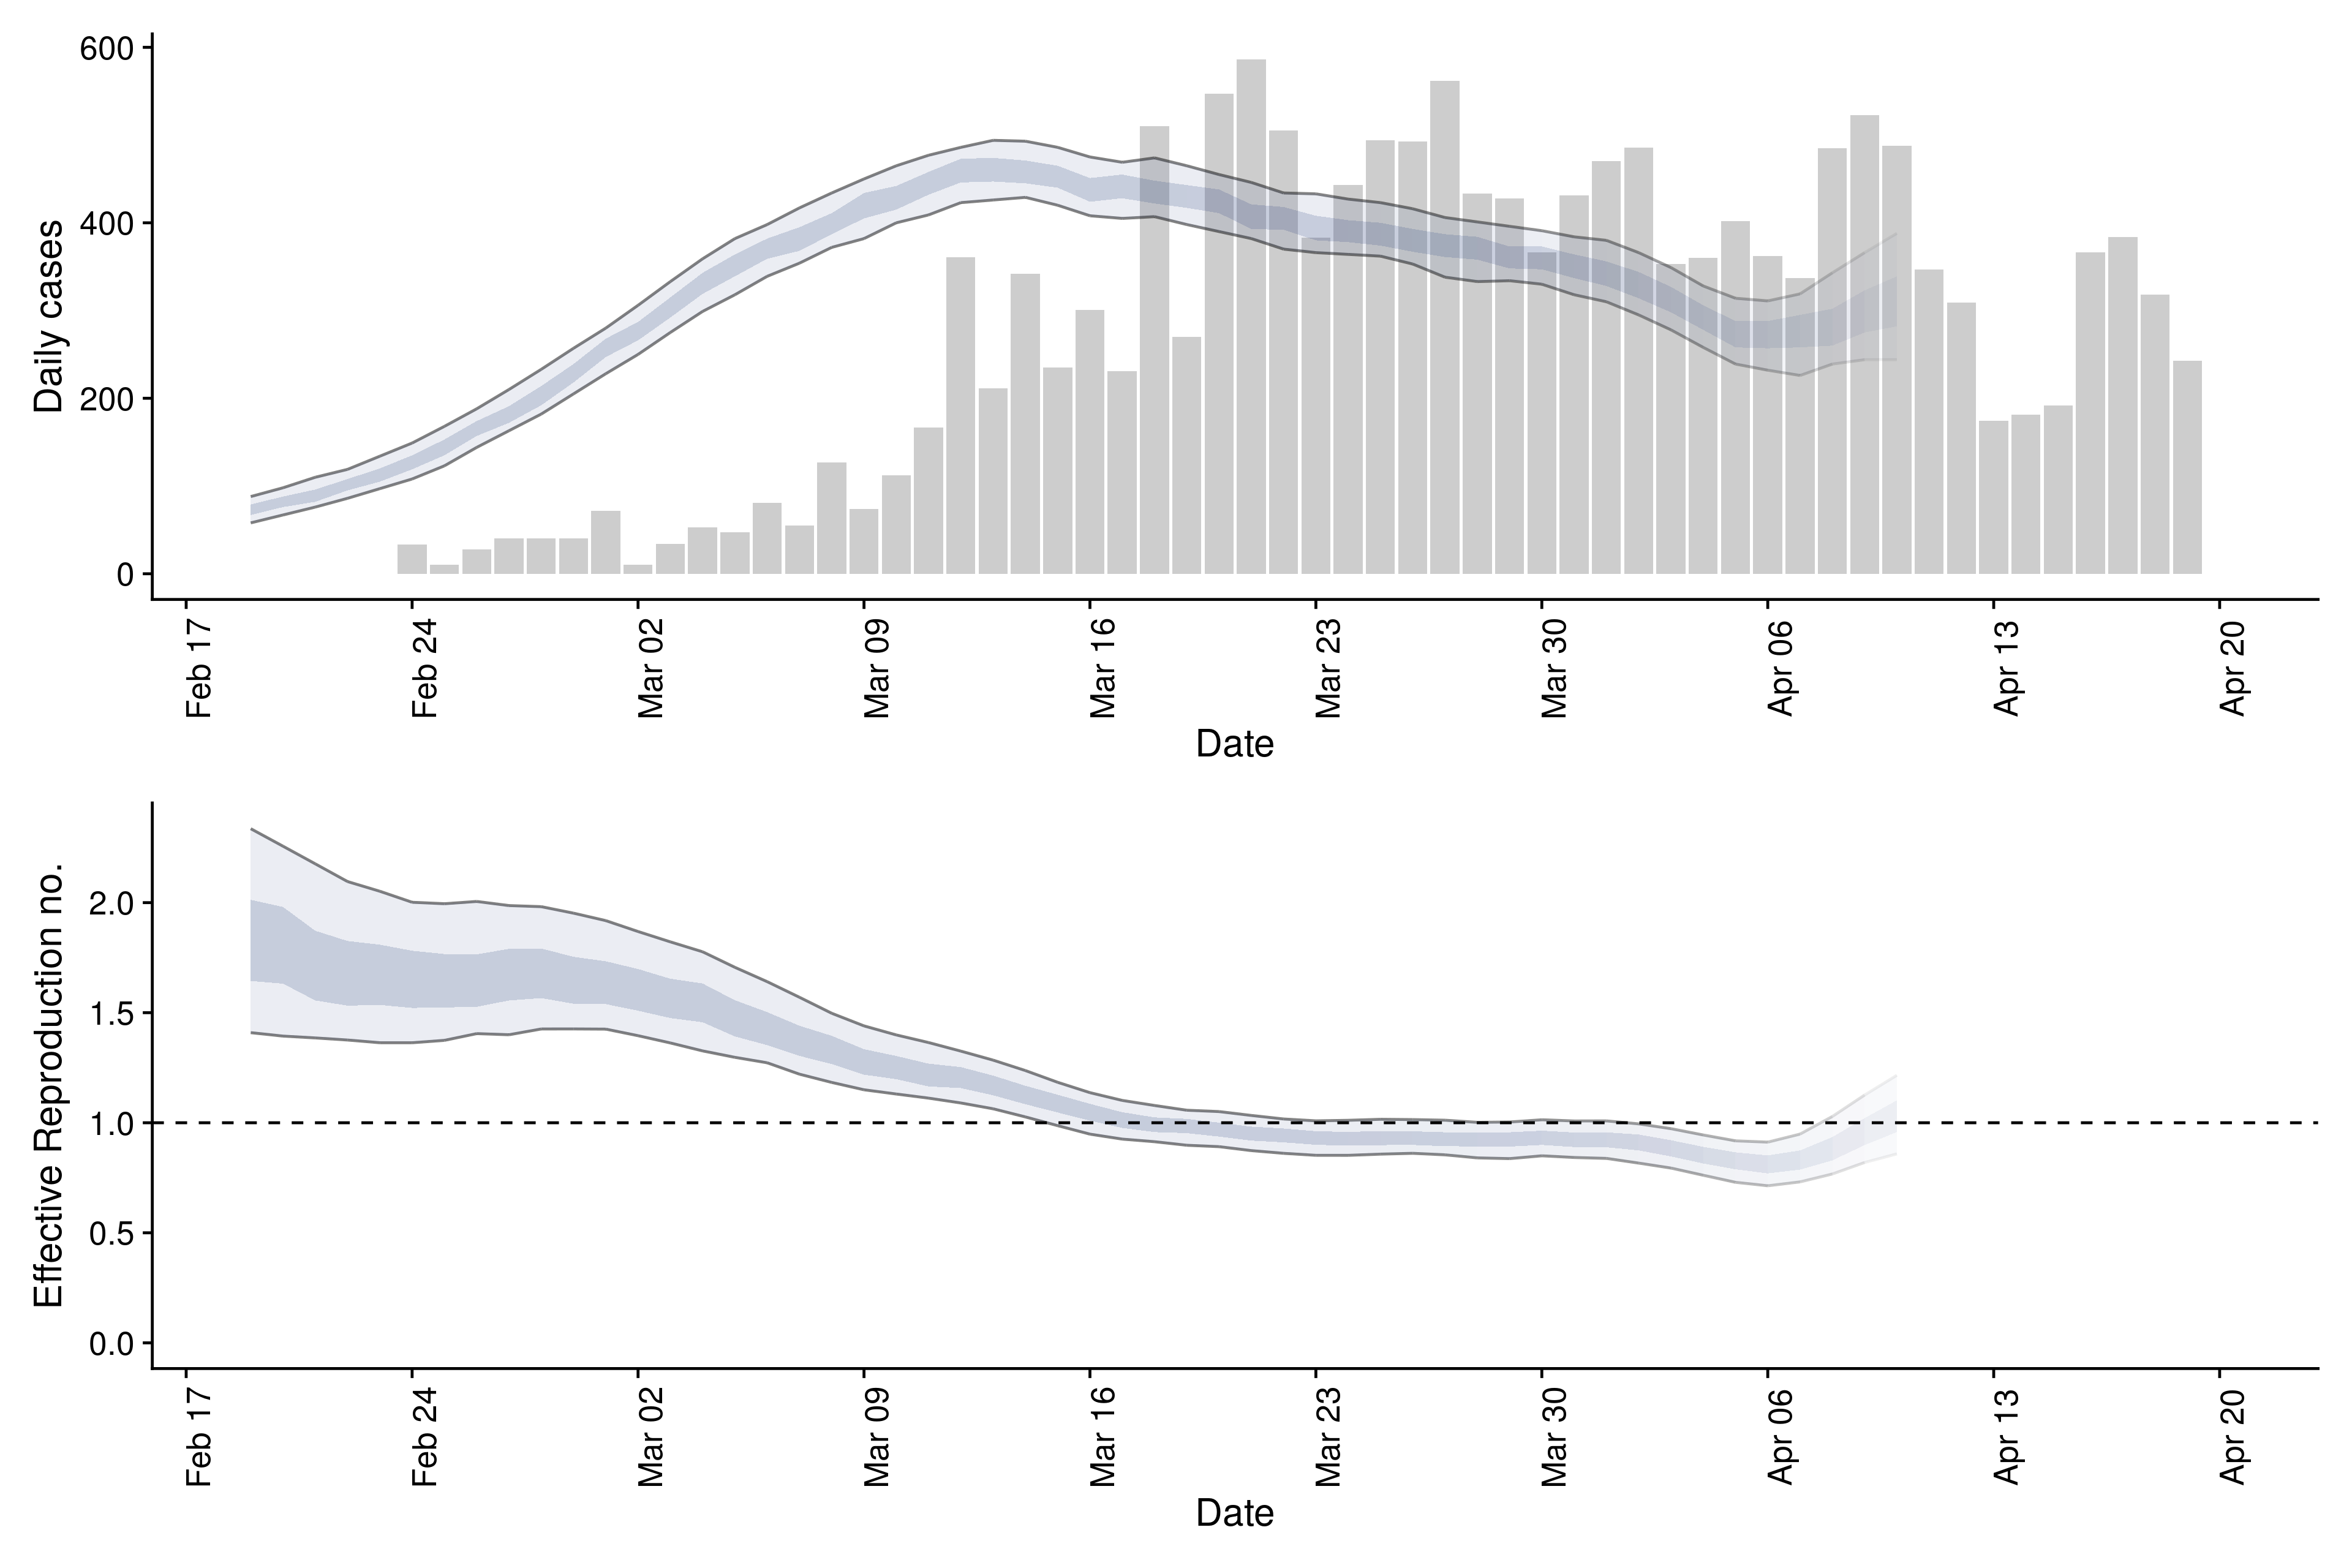 Daily cases
600
400
200
0
Feb 17
Feb 24
Mar 02
Mar 09
Mar 16
Mar 23
Mar 30
Apr 06
Apr 13
Apr 20
Date
Effective Reproduction no.
2.0
1.5
1.0
0.5
0.0
Feb 17
Feb 24
Mar 02
Mar 09
Mar 16
Mar 23
Mar 30
Apr 06
Apr 13
Apr 20
Date